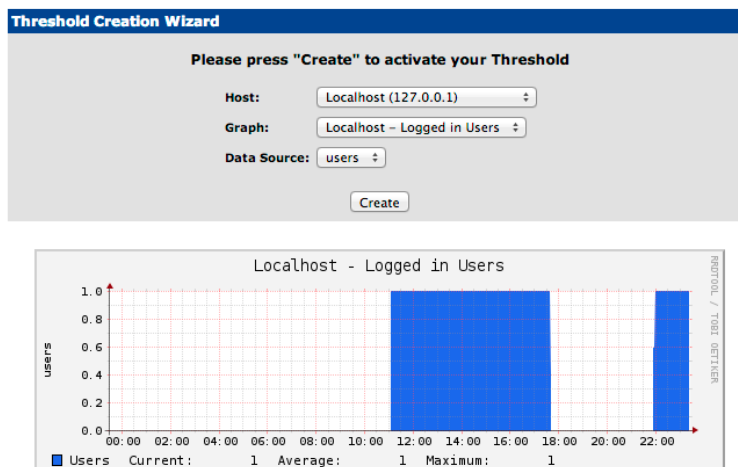 Threshold Creation Wizard
Please press "Create" to activate your Threshold
Host: Localhost (127.0.0.1)
Graph: Localhost – Logged in Users
Data Source: users
Create
Localhost - Logged in Users
RRDTOOL / TOBI OETIKER
users
1.0
0.8
0.6
0.4
0.2
0.0
00:00 02:00 04:00 06:00 08:00 10:00 12:00 14:00 16:00 18:00 20:00 22:00
Users Current: 1 Average: 1 Maximum: 1